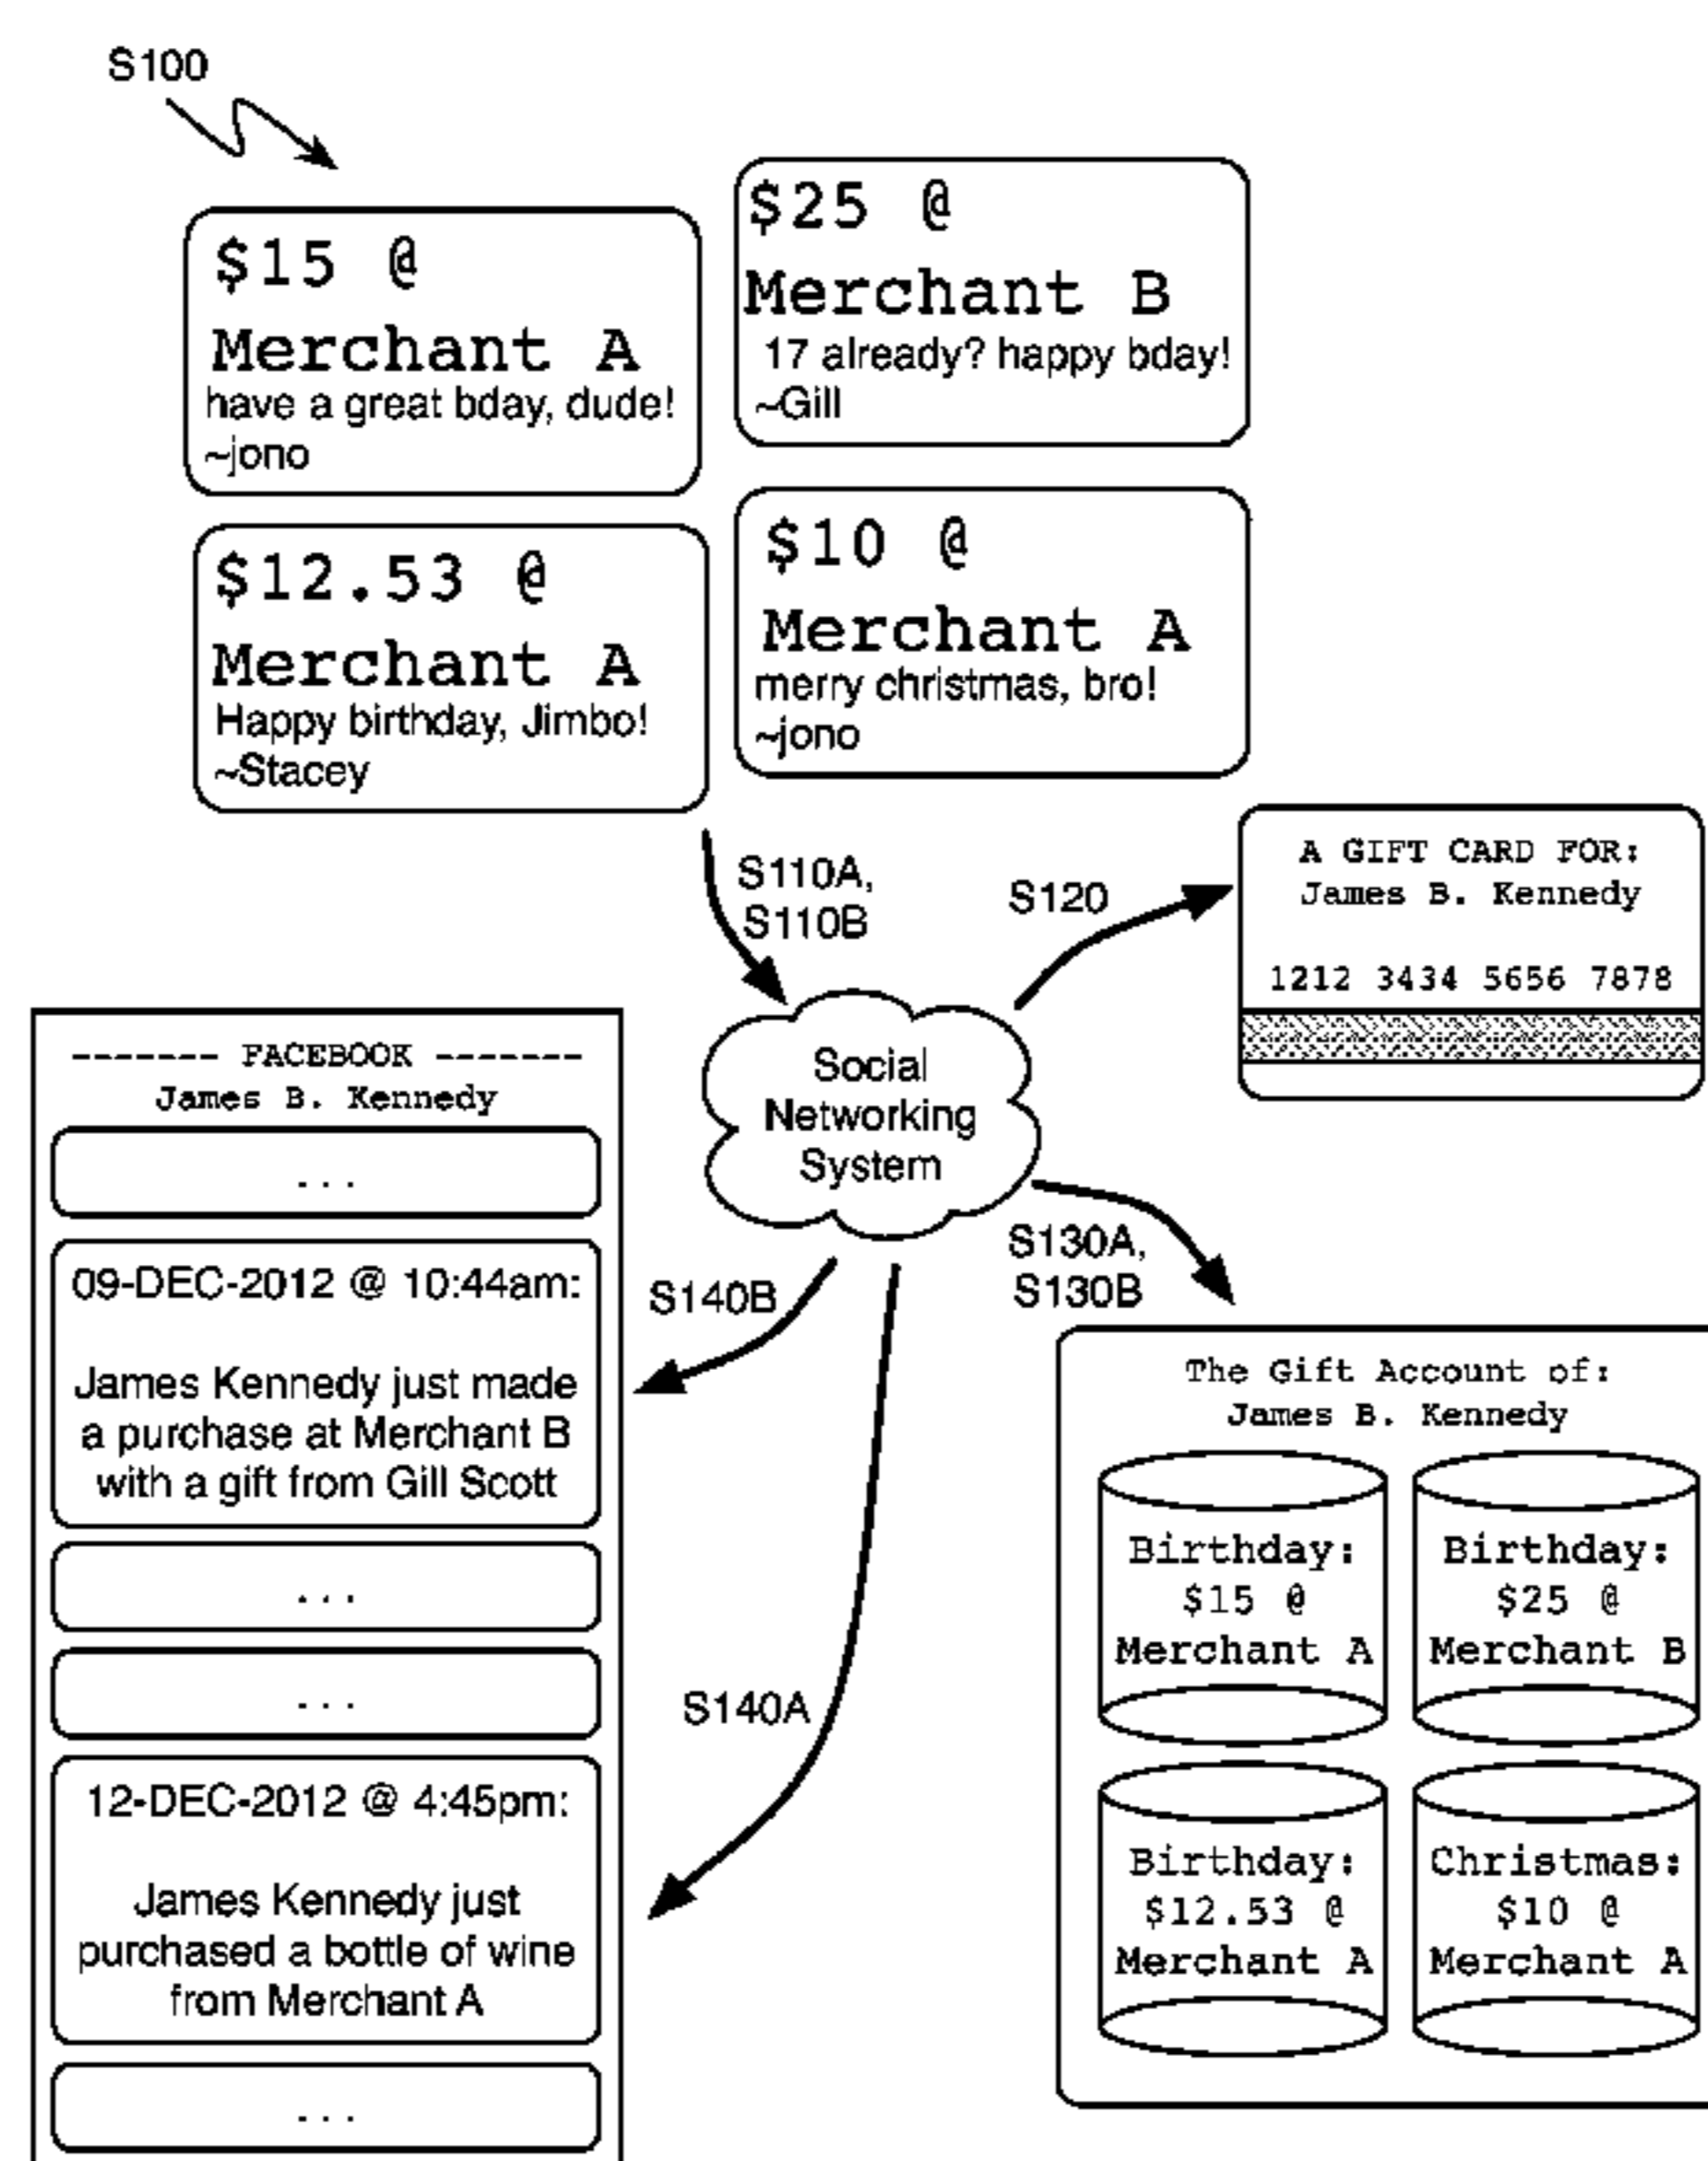 S100
$15 @
Merchant A
have a great bday, dude!
~jono
$25 @
Merchant B
17 already? happy bday!
~Gill
$12.53 @
Merchant A
Happy birthday, Jimbo!
~Stacey
$10 @
Merchant A
merry christmas, bro!
~jono
S110A,
S110B
S120
A GIFT CARD FOR:
James B. Kennedy
1212 3434 5656 7878
Social
Networking
System
------- FACEBOOK -------
James B. Kennedy
...
09-DEC-2012 @ 10:44am:
James Kennedy just made
a purchase at Merchant B
with a gift from Gill Scott
...
...
12-DEC-2012 @ 4:45pm:
James Kennedy just
purchased a bottle of wine
from Merchant A
...
S140B
S140A
S130A,
S130B
The Gift Account of:
James B. Kennedy
Birthday:
$15 @
Merchant A
Birthday:
$25 @
Merchant B
Birthday:
$12.53 @
Merchant A
Christmas:
$10 @
Merchant A